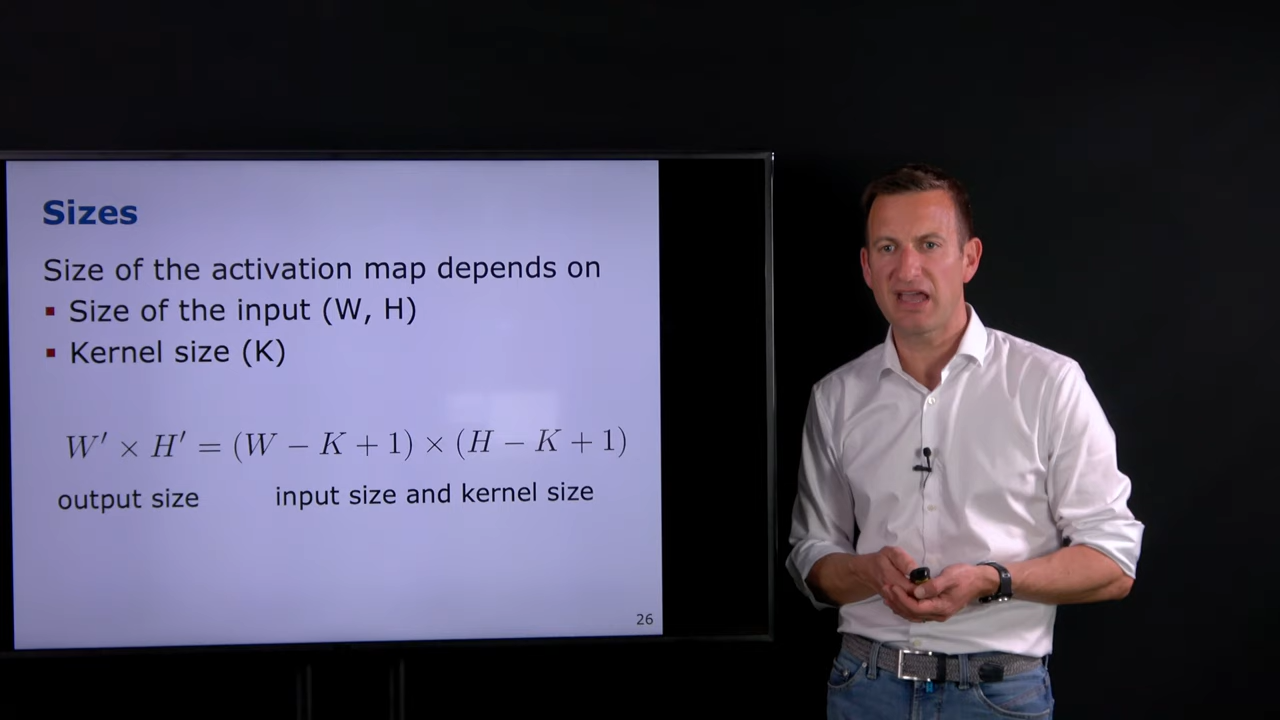 Sizes
Size of the activation map depends on
▪ Size of the input (W, H)
▪ Kernel size (K)
W′ × H′ = (W − K + 1) × (H − K + 1)
output size input size and kernel size
26